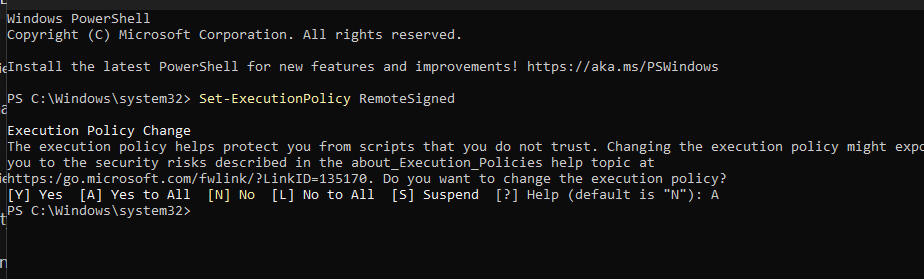 Windows PowerShell
Copyright (C) Microsoft Corporation. All rights reserved.
Install the latest PowerShell for new features and improvements! https://aka.ms/PSWindows
PS C:\Windows\system32> Set-ExecutionPolicy RemoteSigned
Execution Policy Change
The execution policy helps protect you from scripts that you do not trust. Changing the execution policy might expo
you to the security risks described in the about_Execution_Policies help topic at
https:/go.microsoft.com/fwlink/?LinkID=135170. Do you want to change the execution policy?
[Y] Yes  [A] Yes to All  [N] No  [L] No to All  [S] Suspend  [?] Help (default is "N"): A
PS C:\Windows\system32>